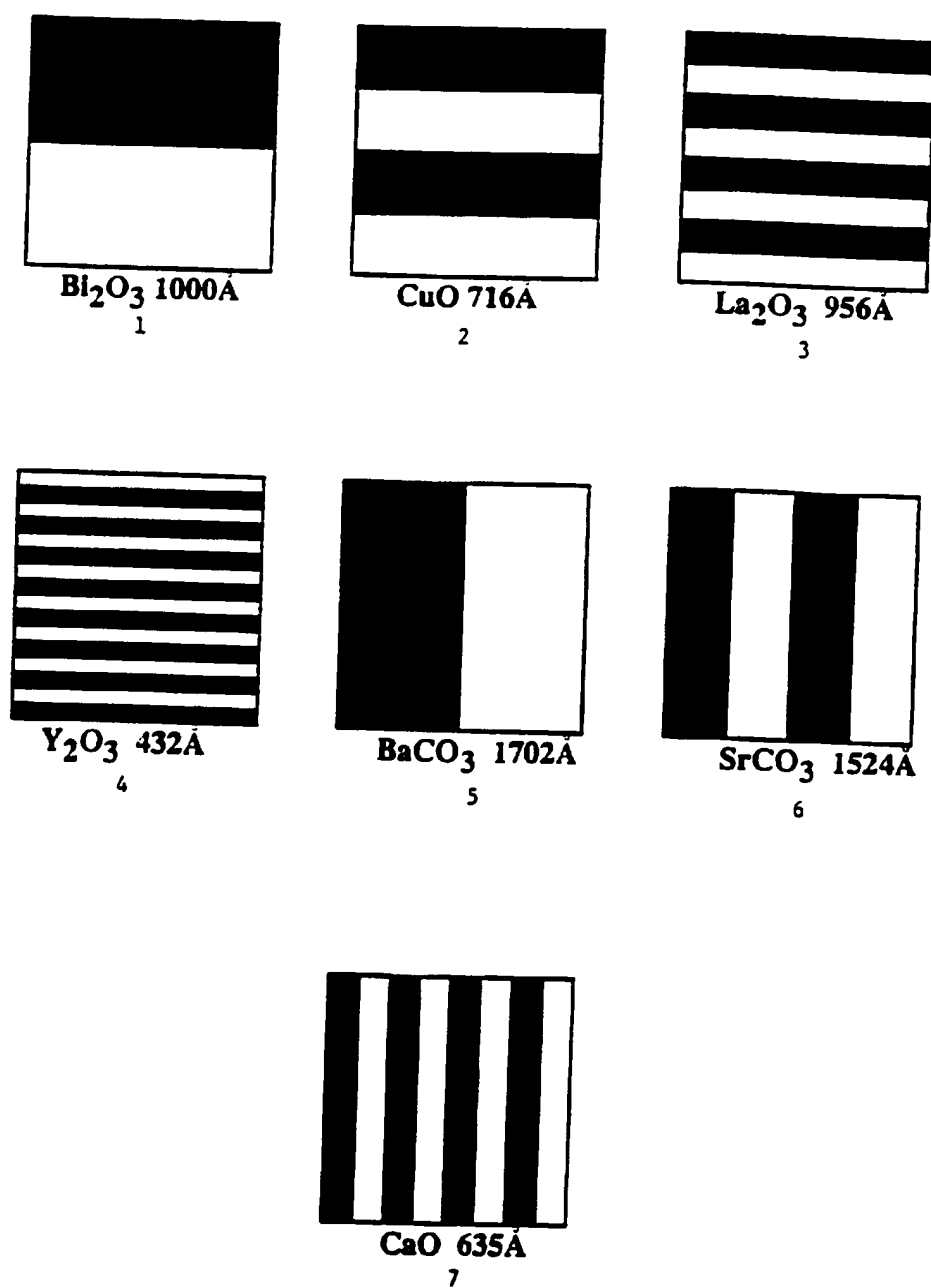 Bi₂O₃ 1000Å
1
CuO 716Å
2
La₂O₃ 956Å
3
Y₂O₃ 432Å
4
BaCO₃ 1702Å
5
SrCO₃ 1524Å
6
CaO 635Å
7